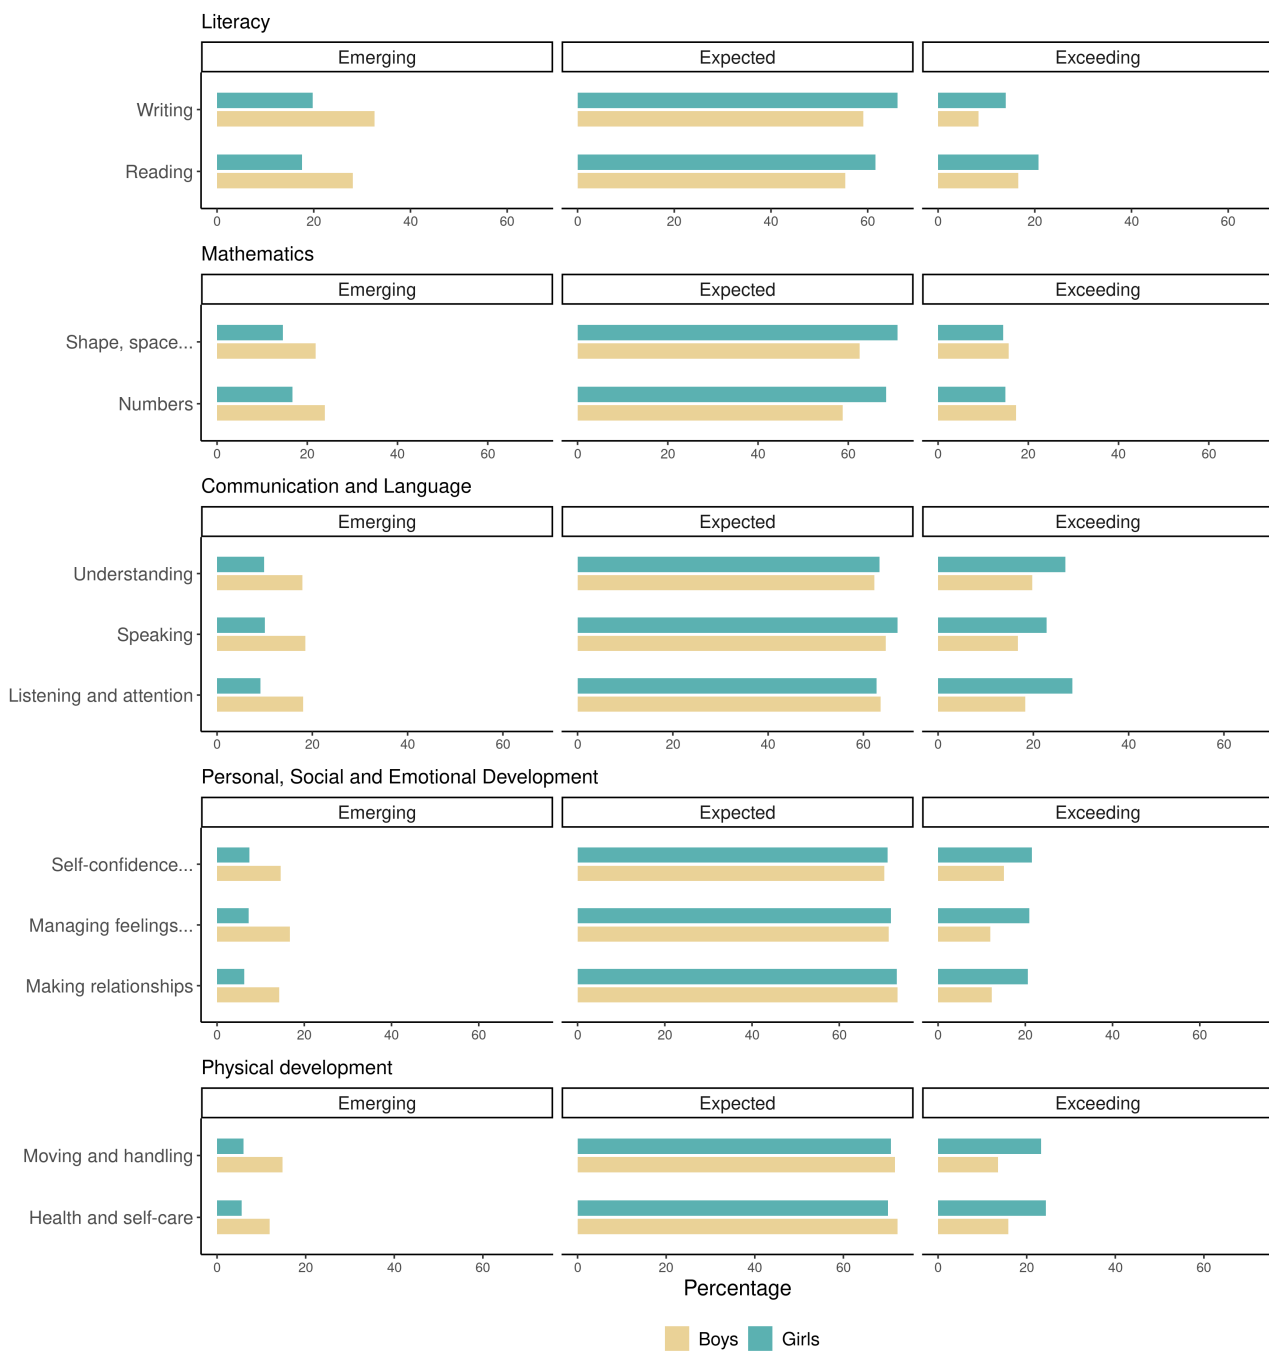 Literacy
Emerging Expected Exceeding
Writing
Reading
0 20 40 60 0 20 40 60 0 20 40 60
Mathematics
Emerging Expected Exceeding
Shape, space...
Numbers
0 20 40 60 0 20 40 60 0 20 40 60
Communication and Language
Emerging Expected Exceeding
Understanding
Speaking
Listening and attention
0 20 40 60 0 20 40 60 0 20 40 60
Personal, Social and Emotional Development
Emerging Expected Exceeding
Self-confidence...
Managing feelings...
Making relationships
0 20 40 60 0 20 40 60 0 20 40 60
Physical development
Emerging Expected Exceeding
Moving and handling
Health and self-care
0 20 40 60 0 20 40 60 0 20 40 60
Percentage
Boys Girls